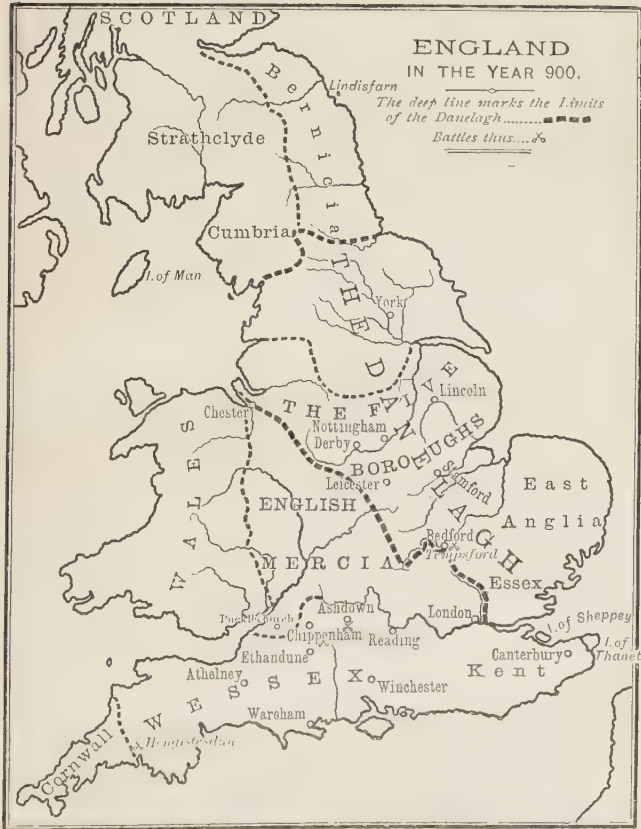 SCOTLAND
ENGLAND
IN THE YEAR 900.
The deep line marks the Limits
of the Danelagh
Battles thus....
Lindisfarn
Bernicia
Strathclyde
Cumbria
I. of Man
THE DANELAGH
York
THE FIVE
BOROUGHS
Lincoln
Chester
Nottingham
Derby
Stamford
Leicester
WALES
ENGLISH
MERCIA
East
Anglia
Bedford
Tempsford
Essex
London
I. of Sheppey
I. of
Thanet
Ashdown
Chippenham
Reading
Canterbury
Ethandune
Kent
Athelney
WESSEX
Winchester
Wareham
Cornwall